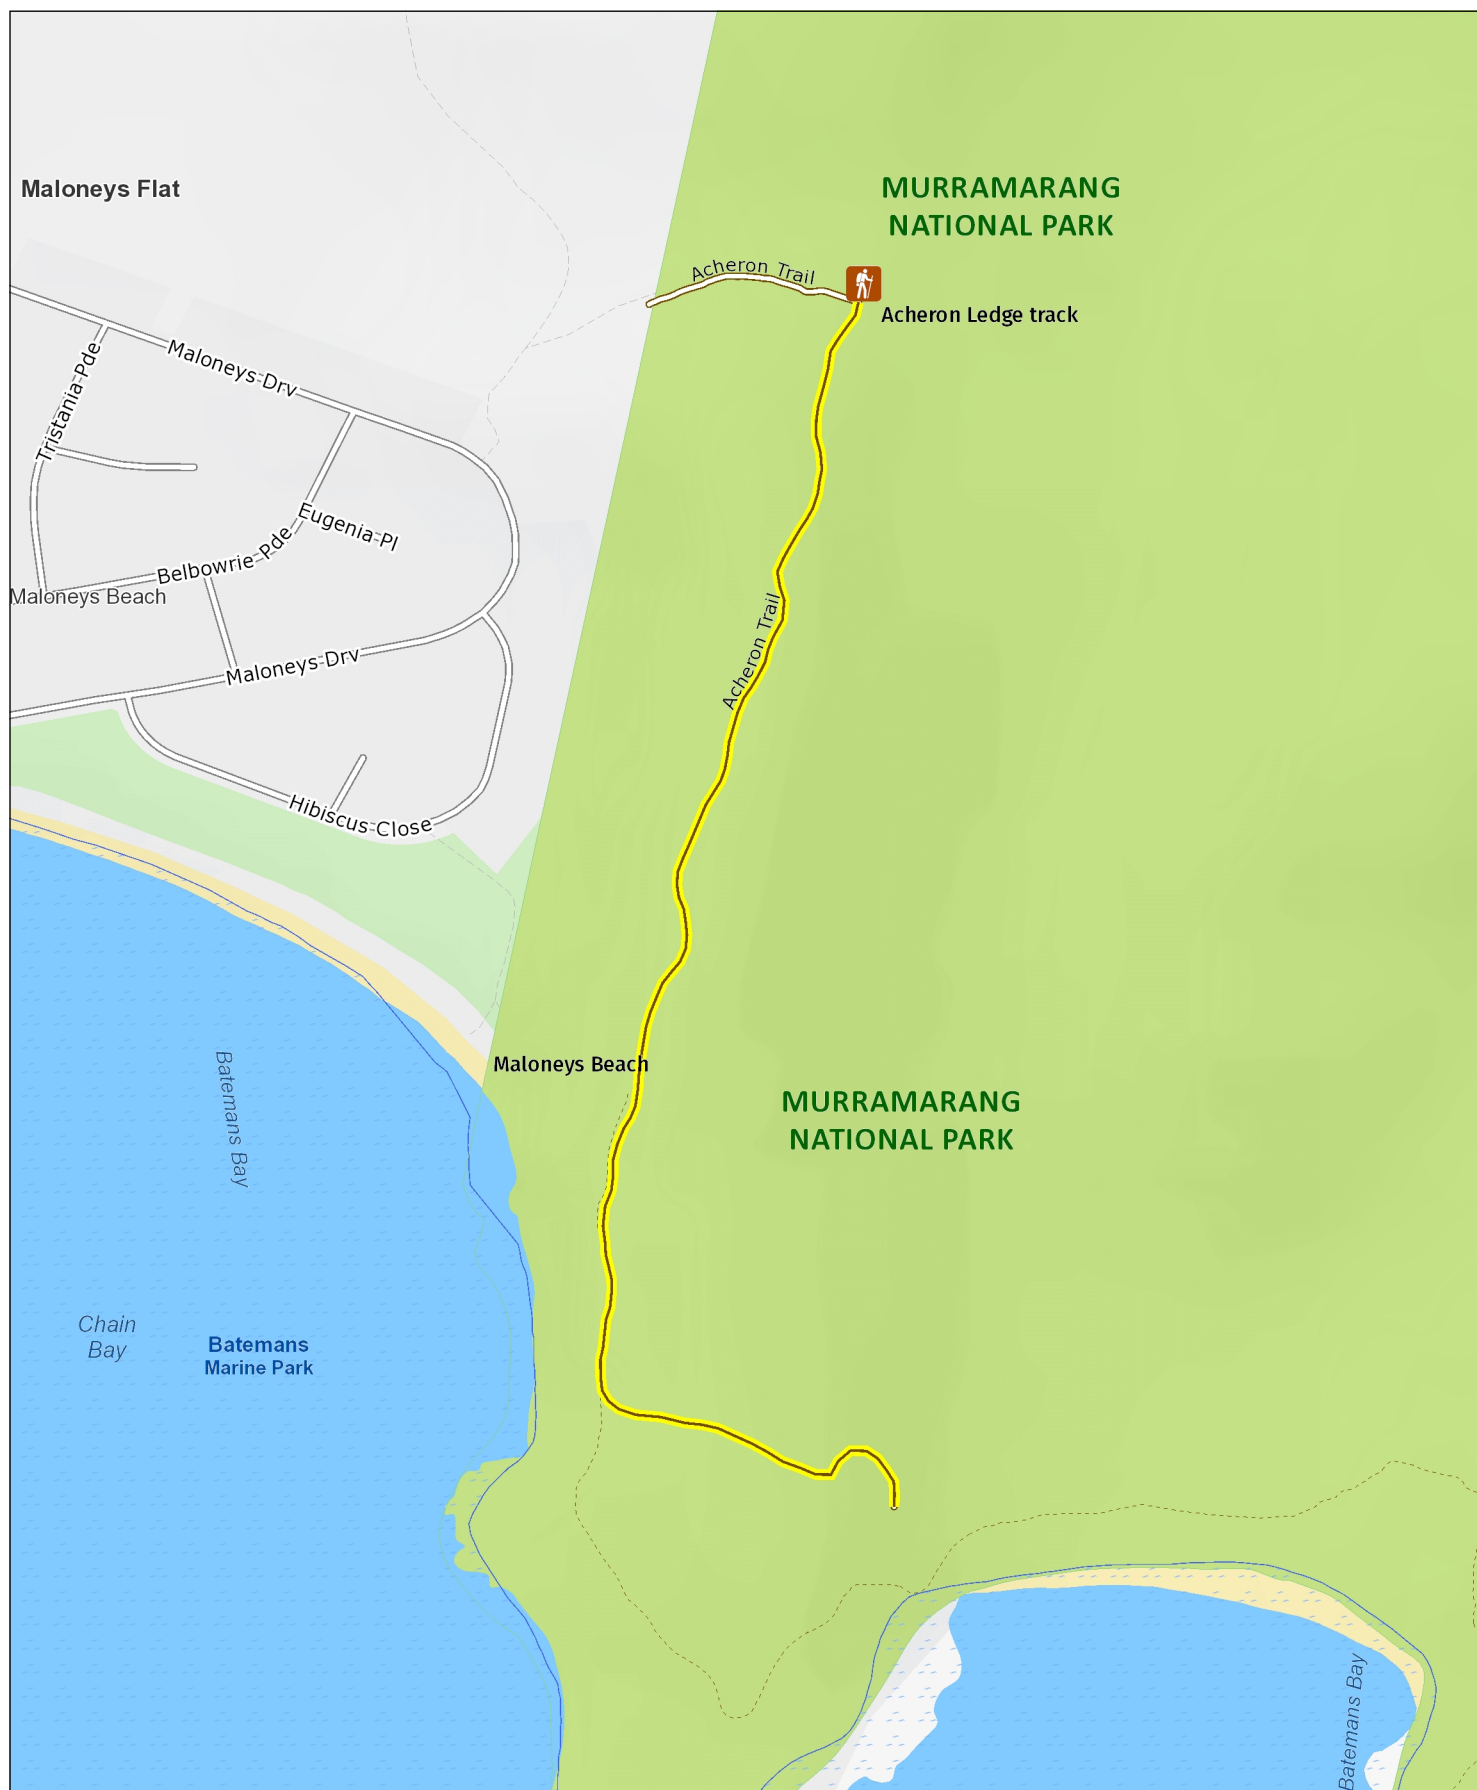 MURRAMARANG
NATIONAL PARK
Maloneys Flat
Acheron Trail
Acheron Ledge track
Maloneys Drv
Tristania Pde
Eugenia Pl
Belbowrie Pde
Maloneys Beach
Acheron Trail
Maloneys Drv
Hibiscus Close
Maloneys Beach
Batemans Bay
MURRAMARANG
NATIONAL PARK
Chain
Bay
Batemans
Marine Park
Batemans Bay